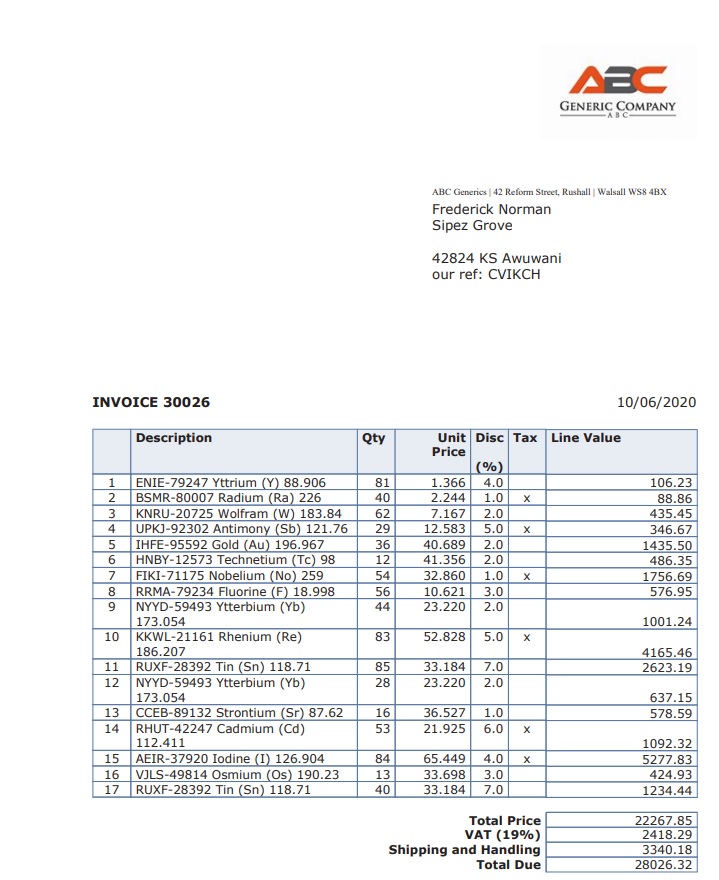 ABC
GENERIC COMPANY
ABC
ABC Generics | 42 Reform Street, Rushall | Walsall WS8 4BX
Frederick Norman
Sipez Grove
42824 KS Awuwani
our ref: CVIKCH
INVOICE 30026 10/06/2020
Description Qty Unit Price Disc (%) Tax Line Value
1 ENIE-79247 Yttrium (Y) 88.906 81 1.366 4.0 106.23
2 BSMR-80007 Radium (Ra) 226 40 2.244 1.0 x 88.86
3 KNRU-20725 Wolfram (W) 183.84 62 7.167 2.0 435.45
4 UPKJ-92302 Antimony (Sb) 121.76 29 12.583 5.0 x 346.67
5 IHFE-95592 Gold (Au) 196.967 36 40.689 2.0 1435.50
6 HNBY-12573 Technetium (Tc) 98 12 41.356 2.0 486.35
7 FIKI-71175 Nobelium (No) 259 54 32.860 1.0 x 1756.69
8 RRMA-79234 Fluorine (F) 18.998 56 10.621 3.0 576.95
9 NYYD-59493 Ytterbium (Yb) 44 23.220 2.0
173.054 1001.24
10 KKWL-21161 Rhenium (Re) 83 52.828 5.0 x
186.207 4165.46
11 RUXF-28392 Tin (Sn) 118.71 85 33.184 7.0 2623.19
12 NYYD-59493 Ytterbium (Yb) 28 23.220 2.0
173.054 637.15
13 CCEB-89132 Strontium (Sr) 87.62 16 36.527 1.0 578.59
14 RHUT-42247 Cadmium (Cd) 53 21.925 6.0 x
112.411 1092.32
15 AEIR-37920 Iodine (I) 126.904 84 65.449 4.0 x 5277.83
16 VJLS-49814 Osmium (Os) 190.23 13 33.698 3.0 424.93
17 RUXF-28392 Tin (Sn) 118.71 40 33.184 7.0 1234.44
Total Price 22267.85
VAT (19%) 2418.29
Shipping and Handling 3340.18
Total Due 28026.32